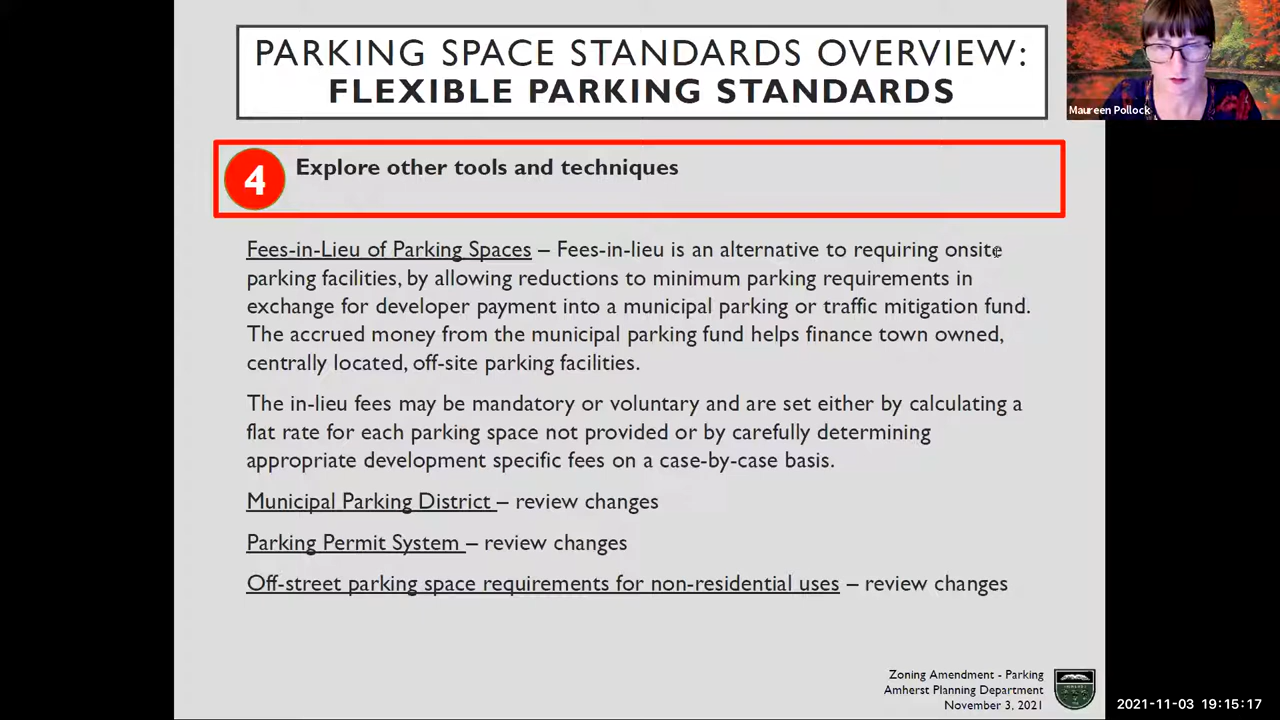 PARKING SPACE STANDARDS OVERVIEW:
FLEXIBLE PARKING STANDARDS
Maureen Pollock
4
Explore other tools and techniques
Fees-in-Lieu of Parking Spaces – Fees-in-lieu is an alternative to requiring onsite
parking facilities, by allowing reductions to minimum parking requirements in
exchange for developer payment into a municipal parking or traffic mitigation fund.
The accrued money from the municipal parking fund helps finance town owned,
centrally located, off-site parking facilities.
The in-lieu fees may be mandatory or voluntary and are set either by calculating a
flat rate for each parking space not provided or by carefully determining
appropriate development specific fees on a case-by-case basis.
Municipal Parking District – review changes
Parking Permit System – review changes
Off-street parking space requirements for non-residential uses – review changes
Zoning Amendment - Parking
Amherst Planning Department
November 3, 2021
2021-11-03 19:15:17